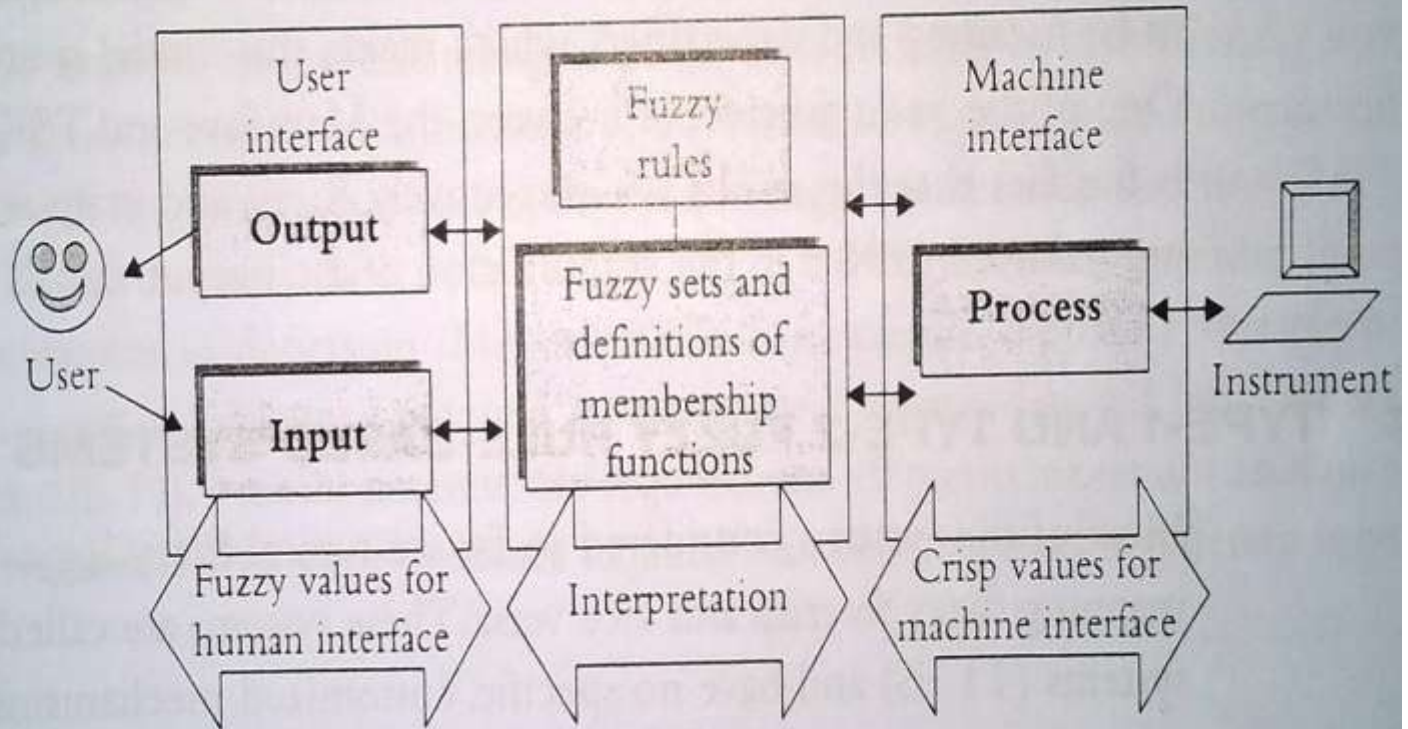 User
interface
Output
Input
User
Fuzzy
rules
Fuzzy sets and
definitions of
membership
functions
Machine
interface
Process
Instrument
Fuzzy values for
human interface
Interpretation
Crisp values for
machine interface